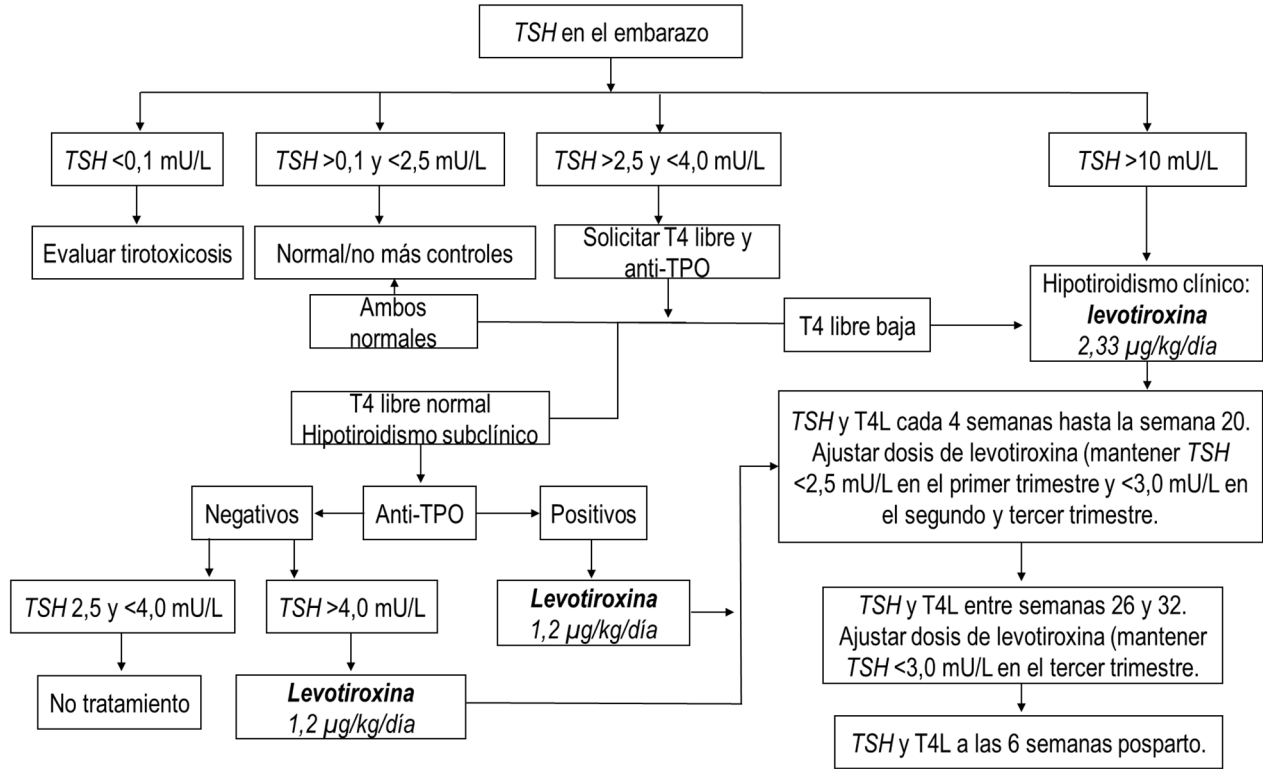 TSH en el embarazo
TSH <0,1 mU/L
TSH >0,1 y <2,5 mU/L
TSH >2,5 y <4,0 mU/L
TSH >10 mU/L
Evaluar tirotoxicosis
Normal/no más controles
Solicitar T4 libre y
anti-TPO
Hipotiroidismo clínico:
levotiroxina
2,33 µg/kg/día
Ambos
normales
T4 libre baja
T4 libre normal
Hipotiroidismo subclínico
TSH y T4L cada 4 semanas hasta la semana 20.
Ajustar dosis de levotiroxina (mantener TSH
<2,5 mU/L en el primer trimestre y <3,0 mU/L en
el segundo y tercer trimestre.
Negativos
Anti-TPO
Positivos
TSH 2,5 y <4,0 mU/L
TSH >4,0 mU/L
Levotiroxina
1,2 µg/kg/día
TSH y T4L entre semanas 26 y 32.
Ajustar dosis de levotiroxina (mantener
TSH <3,0 mU/L en el tercer trimestre.
No tratamiento
Levotiroxina
1,2 µg/kg/día
TSH y T4L a las 6 semanas posparto.